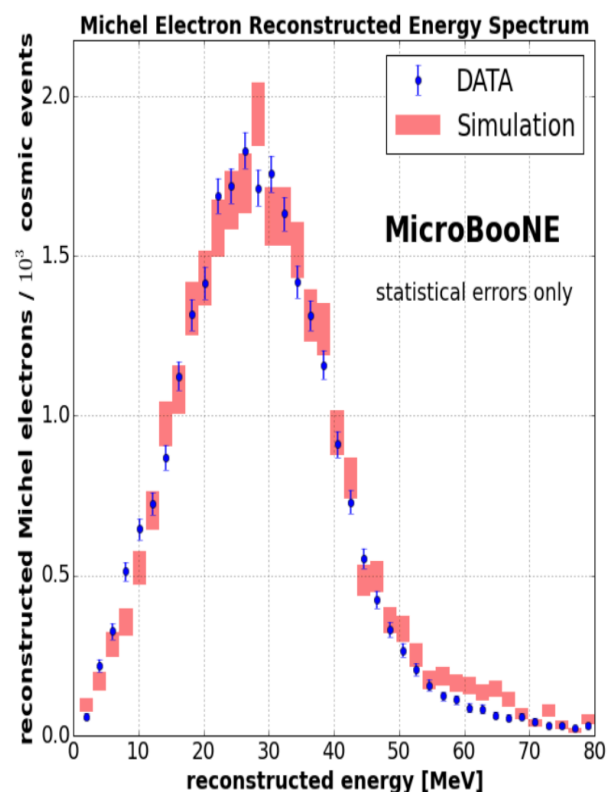 Michel Electron Reconstructed Energy Spectrum
reconstructed Michel electrons / 10³ cosmic events
2.0
1.5
1.0
0.5
0.0
DATA
Simulation
MicroBooNE
statistical errors only
0 10 20 30 40 50 60 70 80
reconstructed energy [MeV]